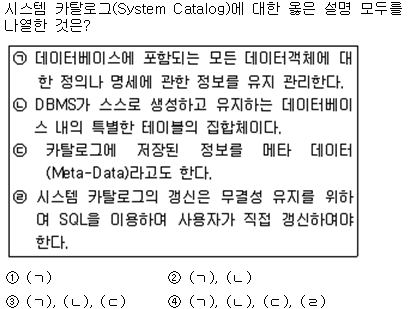 시스템 카탈로그(System Catalog)에 대한 옳은 설명 모두를
나열한 것은?
㉠ 데이터베이스에 포함되는 모든 데이터객체에 대
한 정의나 명세에 관한 정보를 유지 관리한다.
㉡ DBMS가 스스로 생성하고 유지하는 데이터베이
스 내의 특별한 테이블의 집합체이다.
㉢ 카탈로그에 저장된 정보를 메타 데이터
(Meta-Data)라고도 한다.
㉣ 시스템 카탈로그의 갱신은 무결성 유지를 위하
여 SQL을 이용하여 사용자가 직접 갱신하여야
한다.
① (ㄱ) ② (ㄱ), (ㄴ)
③ (ㄱ), (ㄴ), (ㄷ) ④ (ㄱ), (ㄴ), (ㄷ), (ㄹ)